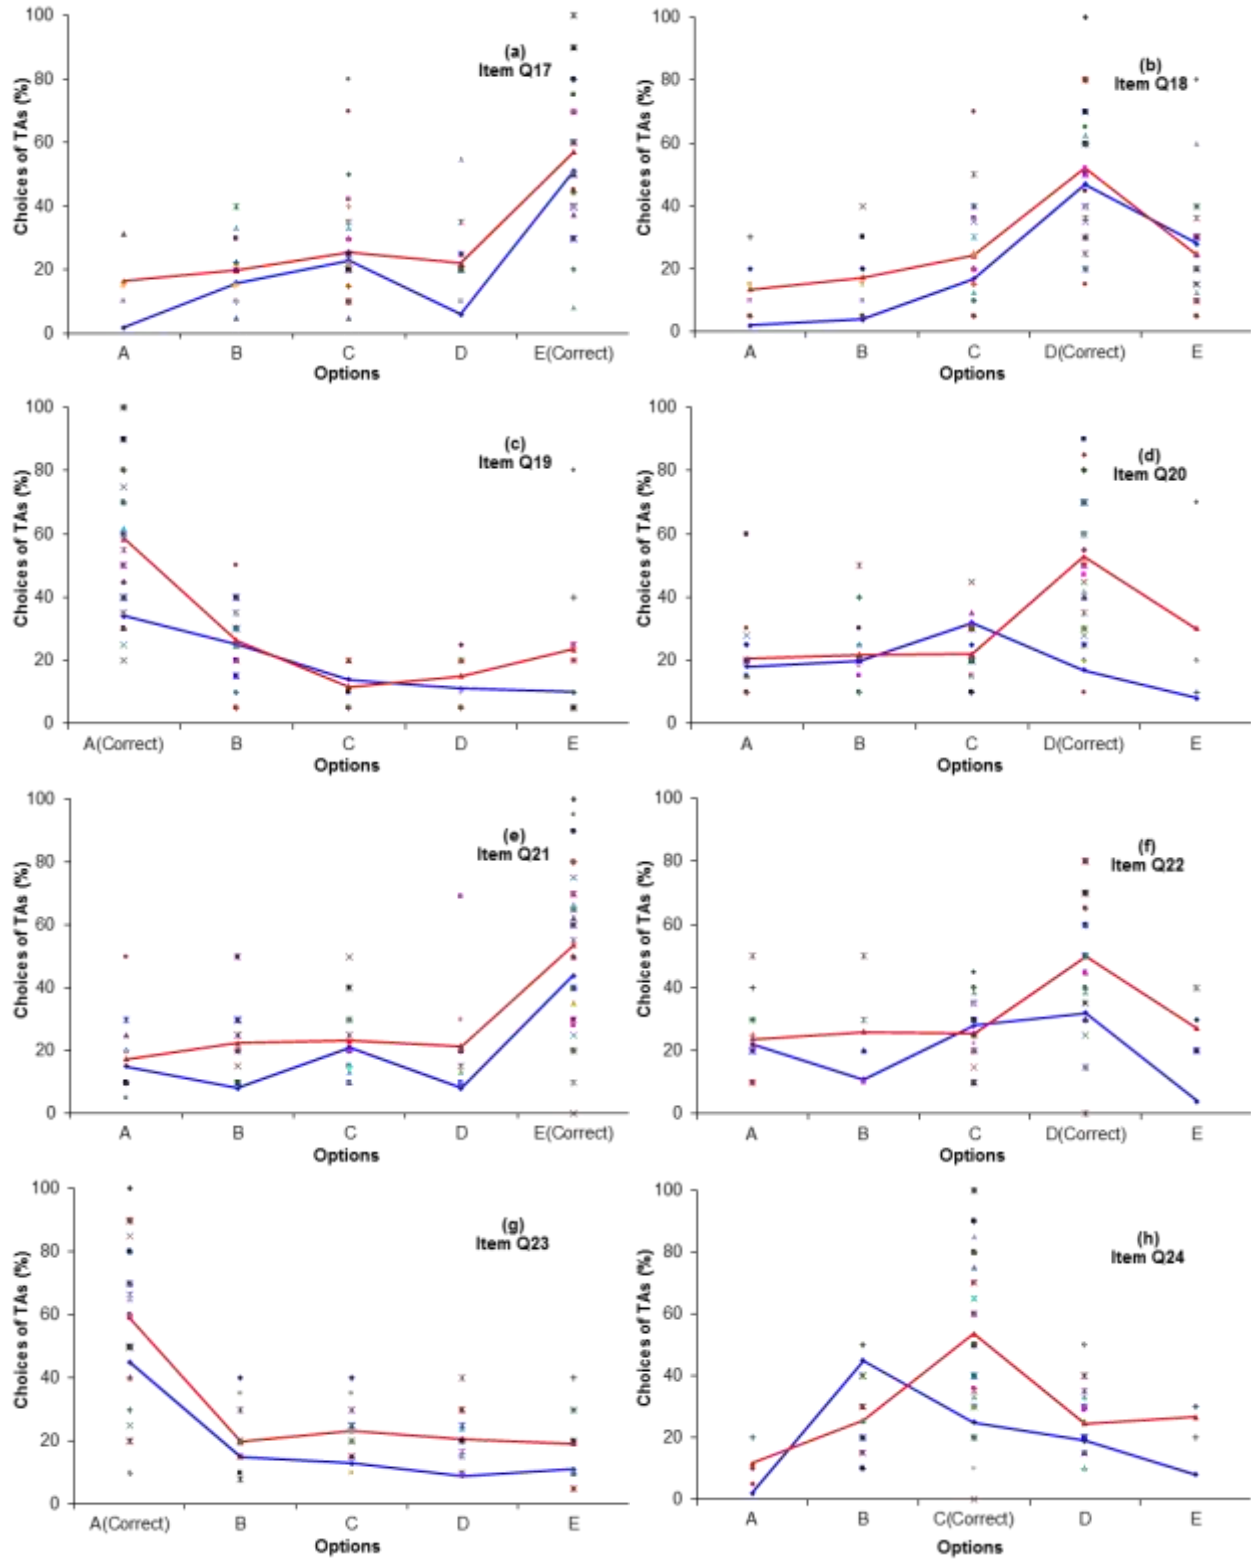 (a)
Item Q17
Choices of TAs (%)
100
80
60
40
20
0
A B C D E(Correct)
Options
(b)
Item Q18
Choices of TAs (%)
100
80
60
40
20
0
A B C D(Correct) E
Options
(c)
Item Q19
Choices of TAs (%)
100
80
60
40
20
0
A(Correct) B C D E
Options
(d)
Item Q20
Choices of TAs (%)
100
80
60
40
20
0
A B C D(Correct) E
Options
(e)
Item Q21
Choices of TAs (%)
100
80
60
40
20
0
A B C D E(Correct)
Options
(f)
Item Q22
Choices of TAs (%)
100
80
60
40
20
0
A B C D(Correct) E
Options
(g)
Item Q23
Choices of TAs (%)
100
80
60
40
20
0
A(Correct) B C D E
Options
(h)
Item Q24
Choices of TAs (%)
100
80
60
40
20
0
A B C(Correct) D E
Options